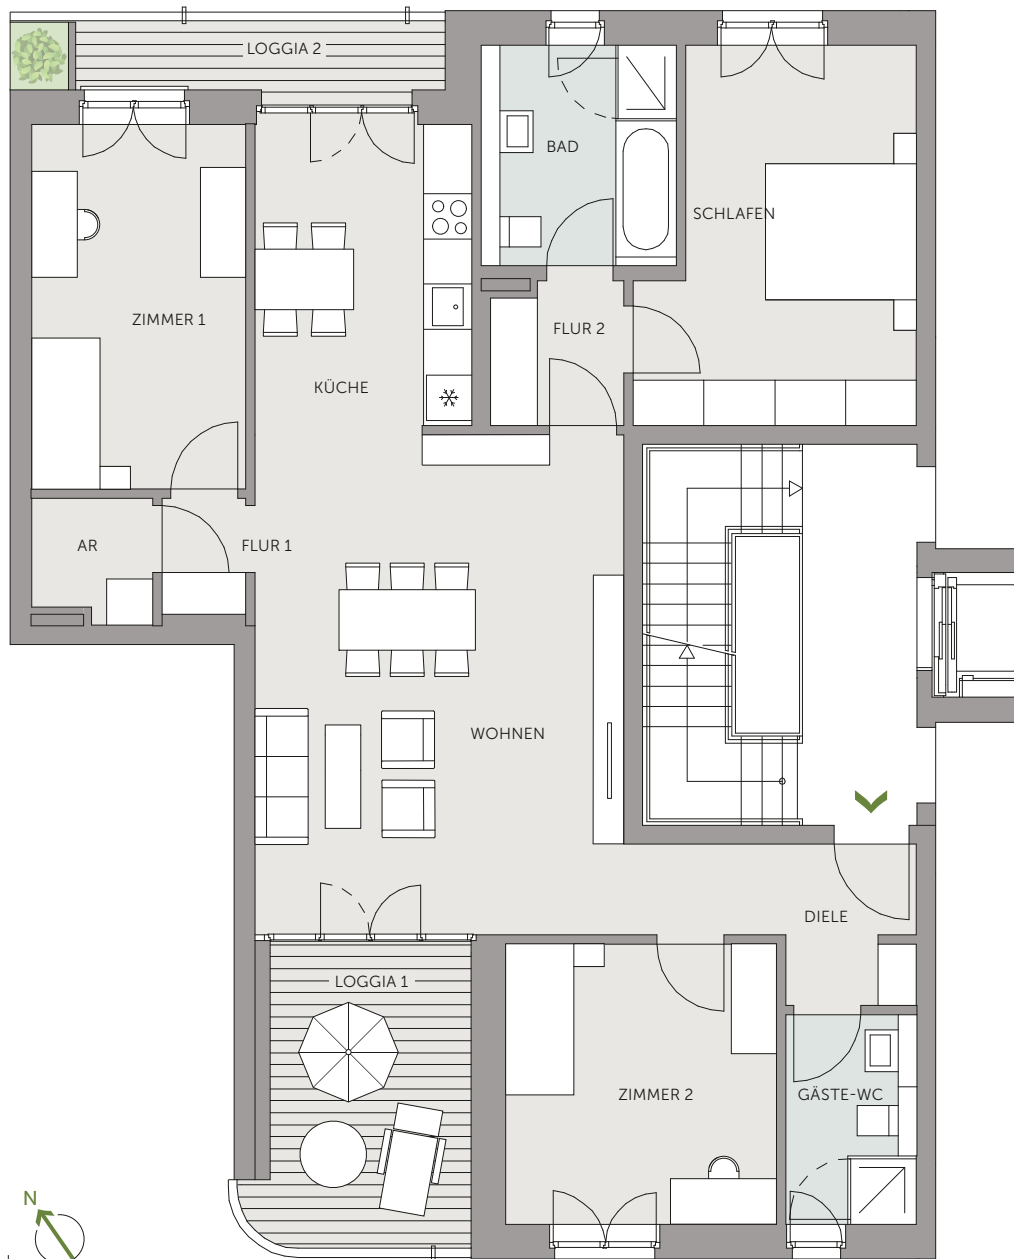 LOGGIA 2
BAD
SCHLAFEN
ZIMMER 1
FLUR 2
KÜCHE
AR
FLUR 1
WOHNEN
DIELE
LOGGIA 1
ZIMMER 2
GÄSTE-WC
N